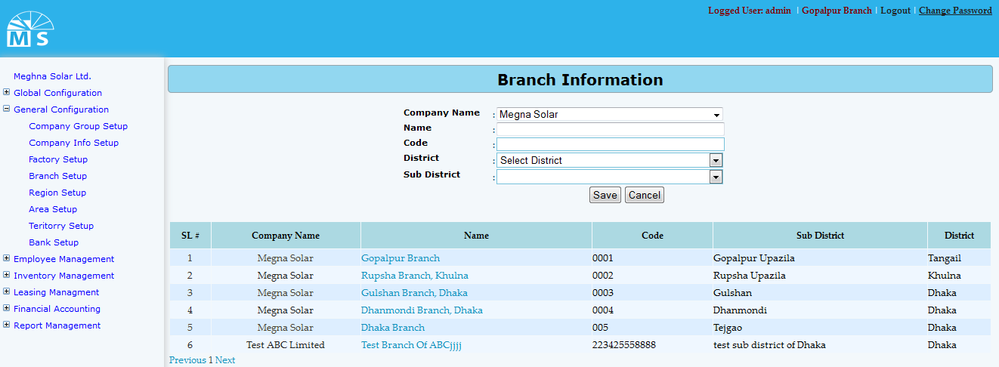 Logged User: admin | Gopalpur Branch | Logout | Change Password
M S
Meghna Solar Ltd.
Global Configuration
General Configuration
Company Group Setup
Company Info Setup
Factory Setup
Branch Setup
Region Setup
Area Setup
Teritorry Setup
Bank Setup
Employee Management
Inventory Management
Leasing Managment
Financial Accounting
Report Management
Branch Information
Company Name : Megna Solar
Name :
Code :
District : Select District
Sub District :
Save Cancel
SL # Company Name Name Code Sub District District
1 Megna Solar Gopalpur Branch 0001 Gopalpur Upazila Tangail
2 Megna Solar Rupsha Branch, Khulna 0002 Rupsha Upazila Khulna
3 Megna Solar Gulshan Branch, Dhaka 0003 Gulshan Dhaka
4 Megna Solar Dhanmondi Branch, Dhaka 0004 Dhanmondi Dhaka
5 Megna Solar Dhaka Branch 005 Tejgao Dhaka
6 Test ABC Limited Test Branch Of ABCjjjj 223425558888 test sub district of Dhaka Dhaka
Previous 1 Next